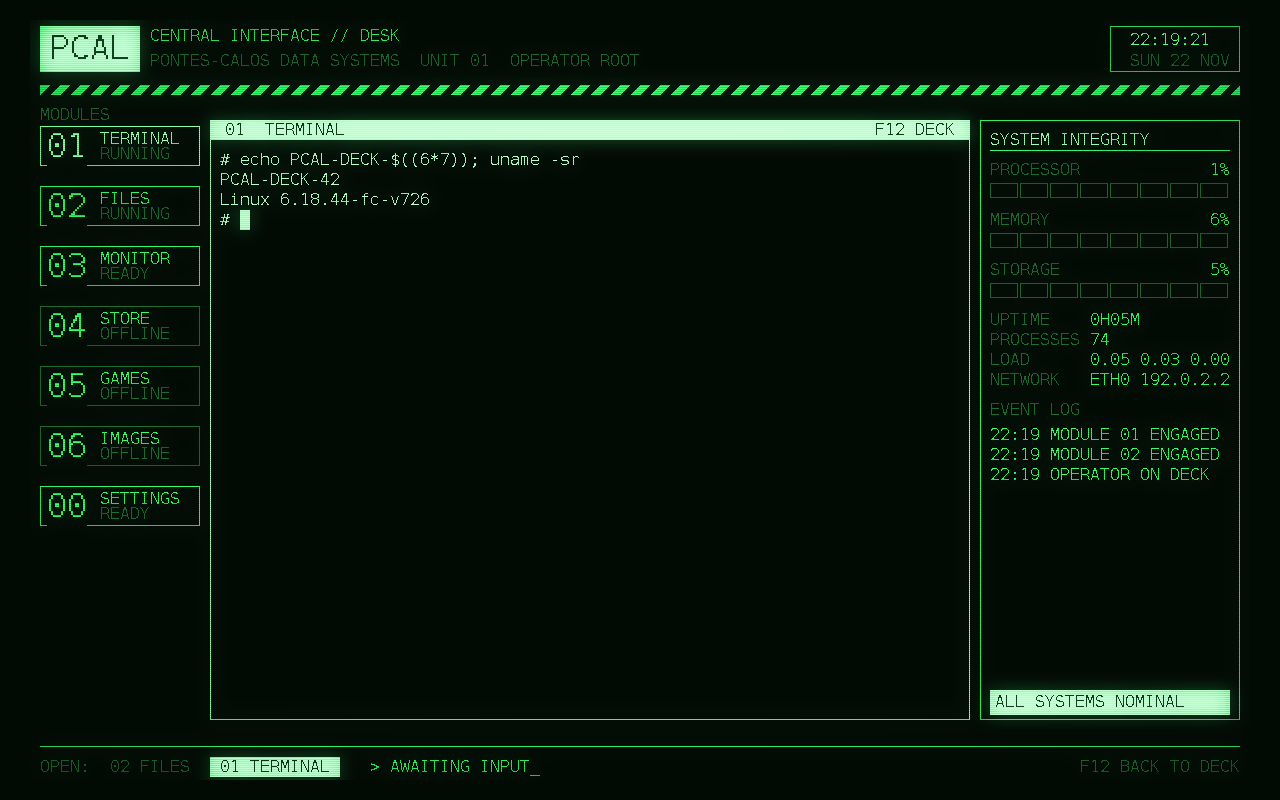 PCAL
CENTRAL INTERFACE // DESK
PONTES-CALOS DATA SYSTEMS UNIT 01 OPERATOR ROOT
22:19:21
SUN 22 NOV
MODULES
01 TERMINAL
RUNNING
02 FILES
RUNNING
03 MONITOR
READY
04 STORE
OFFLINE
05 GAMES
OFFLINE
06 IMAGES
OFFLINE
00 SETTINGS
READY
01 TERMINAL F12 DECK
# echo PCAL-DECK-$((6*7)); uname -sr
PCAL-DECK-42
Linux 6.18.44-fc-v726
#
SYSTEM INTEGRITY
PROCESSOR 1%
MEMORY 6%
STORAGE 5%
UPTIME 0H05M
PROCESSES 74
LOAD 0.05 0.03 0.00
NETWORK ETH0 192.0.2.2
EVENT LOG
22:19 MODULE 01 ENGAGED
22:19 MODULE 02 ENGAGED
22:19 OPERATOR ON DECK
ALL SYSTEMS NOMINAL
OPEN: 02 FILES 01 TERMINAL > AWAITING INPUT_ F12 BACK TO DECK